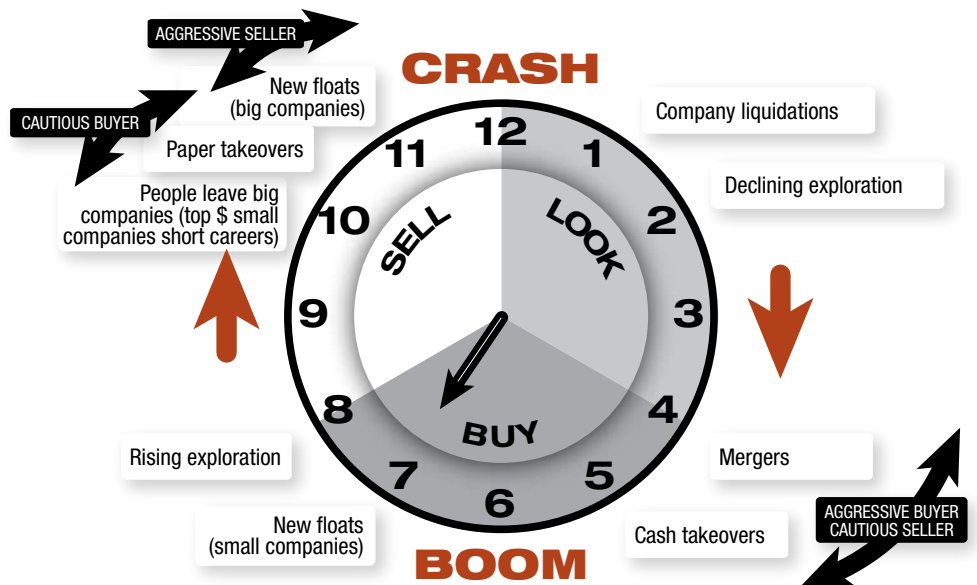 AGGRESSIVE SELLER
CRASH
New floats
(big companies)
CAUTIOUS BUYER
Paper takeovers
People leave big
companies (top $ small
companies short careers)
Company liquidations
Declining exploration
12
1
2
3
4
5
6
7
8
9
10
11
SELL
LOOK
BUY
Rising exploration
New floats
(small companies)
Mergers
Cash takeovers
AGGRESSIVE BUYER
CAUTIOUS SELLER
BOOM